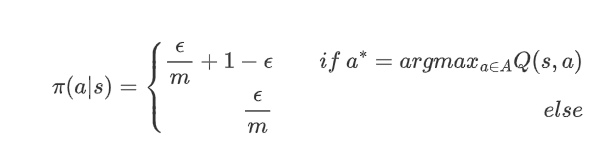 π(a|s) = { ϵ/m + 1 − ϵ if a* = argmax_{a∈A} Q(s, a)
ϵ/m else